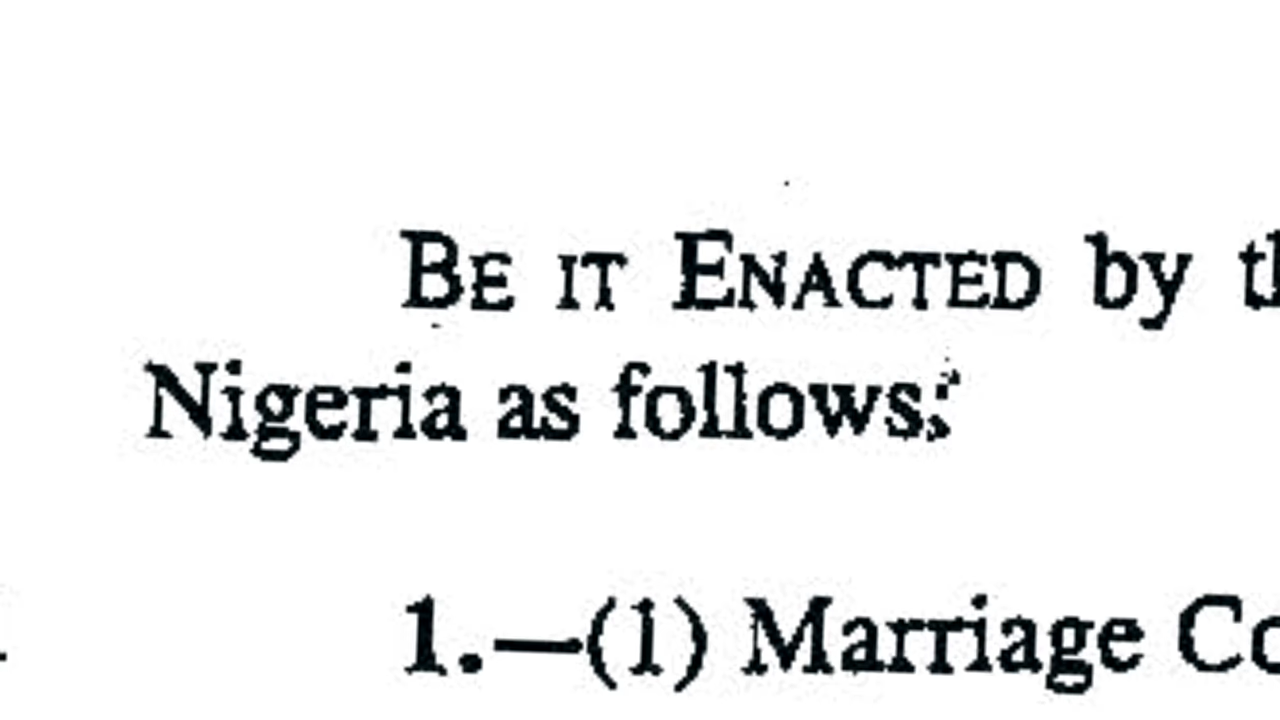 BE IT ENACTED by
Nigeria as follows:
1.—(1) Marriage